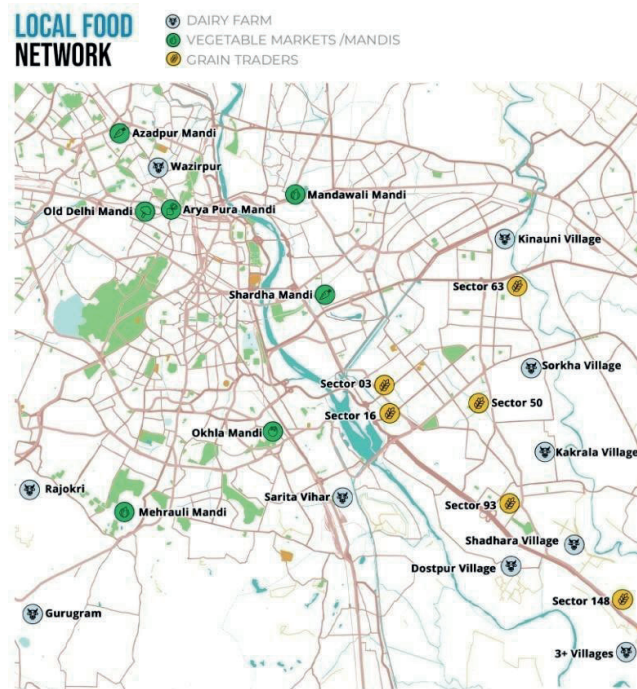 LOCAL FOOD
NETWORK
DAIRY FARM
VEGETABLE MARKETS /MANDIS
GRAIN TRADERS
Azadpur Mandi
Wazirpur
Mandawali Mandi
Old Delhi Mandi
Arya Pura Mandi
Kinauni Village
Sector 63
Shardha Mandi
Sorkha Village
Sector 03
Sector 50
Sector 16
Okhla Mandi
Kakrala Village
Rajokri
Sarita Vihar
Sector 93
Mehrauli Mandi
Shadhara Village
Dostpur Village
Sector 148
Gurugram
3+ Villages